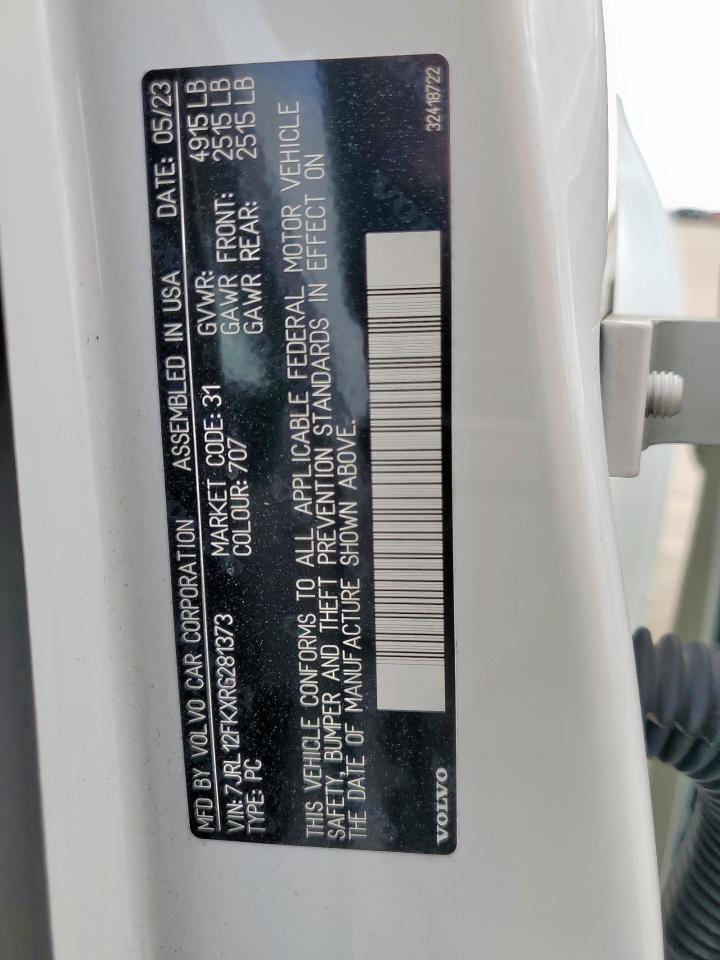 MFD BY VOLVO CAR CORPORATION ASSEMBLED IN USA DATE: 05/23
VIN: 7JRL12FKXRG281373 MARKET CODE: 31 GVWR: 4915 LB
TYPE: PC COLOUR: 707 GAWR FRONT: 2515 LB
GAWR REAR: 2515 LB
THIS VEHICLE CONFORMS TO ALL APPLICABLE FEDERAL MOTOR VEHICLE
SAFETY, BUMPER AND THEFT PREVENTION STANDARDS IN EFFECT ON
THE DATE OF MANUFACTURE SHOWN ABOVE.
VOLVO 32418722